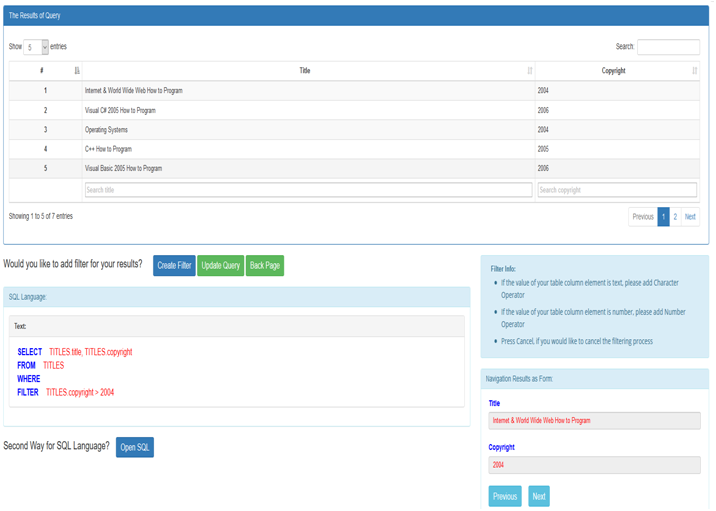 The Results of Query
Show 5 entries Search:
# Title Copyright
1 Internet & World Wide Web How to Program 2004
2 Visual C# 2005 How to Program 2006
3 Operating Systems 2004
4 C++ How to Program 2005
5 Visual Basic 2005 How to Program 2006
Search title Search copyright
Showing 1 to 5 of 7 entries Previous 1 2 Next
Would you like to add filter for your results? Create Filter Update Query Back Page
SQL Language:
Text:
SELECT TITLES.title, TITLES.copyright
FROM TITLES
WHERE
FILTER TITLES.copyright > 2004
Second Way for SQL Language? Open SQL
Filter Info:
If the value of your table column element is text, please add Character
Operator
If the value of your table column element is number, please add Number
Operator
Press Cancel, if you would like to cancel the filtering process
Navigation Results as Form:
Title
Internet & World Wide Web How to Program
Copyright
2004
Previous Next